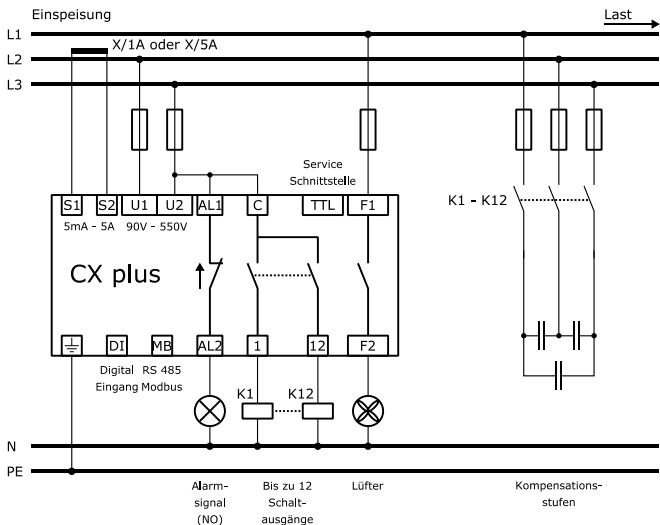 Einspeisung
Last
L1
X/1A oder X/5A
L2
L3
Service
Schnittstelle
S1 S2 U1 U2 AL1 C TTL F1
5mA - 5A 90V - 550V
K1 - K12
CX plus
DI MB AL2 1 12 F2
Digital RS 485
Eingang Modbus
K1 K12
N
PE
Alarm-
signal
(NO)
Bis zu 12
Schalt-
ausgänge
Lüfter
Kompensations-
stufen